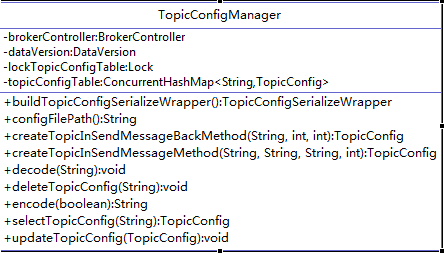 TopicConfigManager
-brokerController:BrokerController
-dataVersion:DataVersion
-lockTopicConfigTable:Lock
-topicConfigTable:ConcurrentHashMap<String,TopicConfig>
+buildTopicConfigSerializeWrapper():TopicConfigSerializeWrapper
+configFilePath():String
+createTopicInSendMessageBackMethod(String, int, int):TopicConfig
+createTopicInSendMessageMethod(String, String, String, int):TopicConfig
+decode(String):void
+deleteTopicConfig(String):void
+encode(boolean):String
+selectTopicConfig(String):TopicConfig
+updateTopicConfig(TopicConfig):void